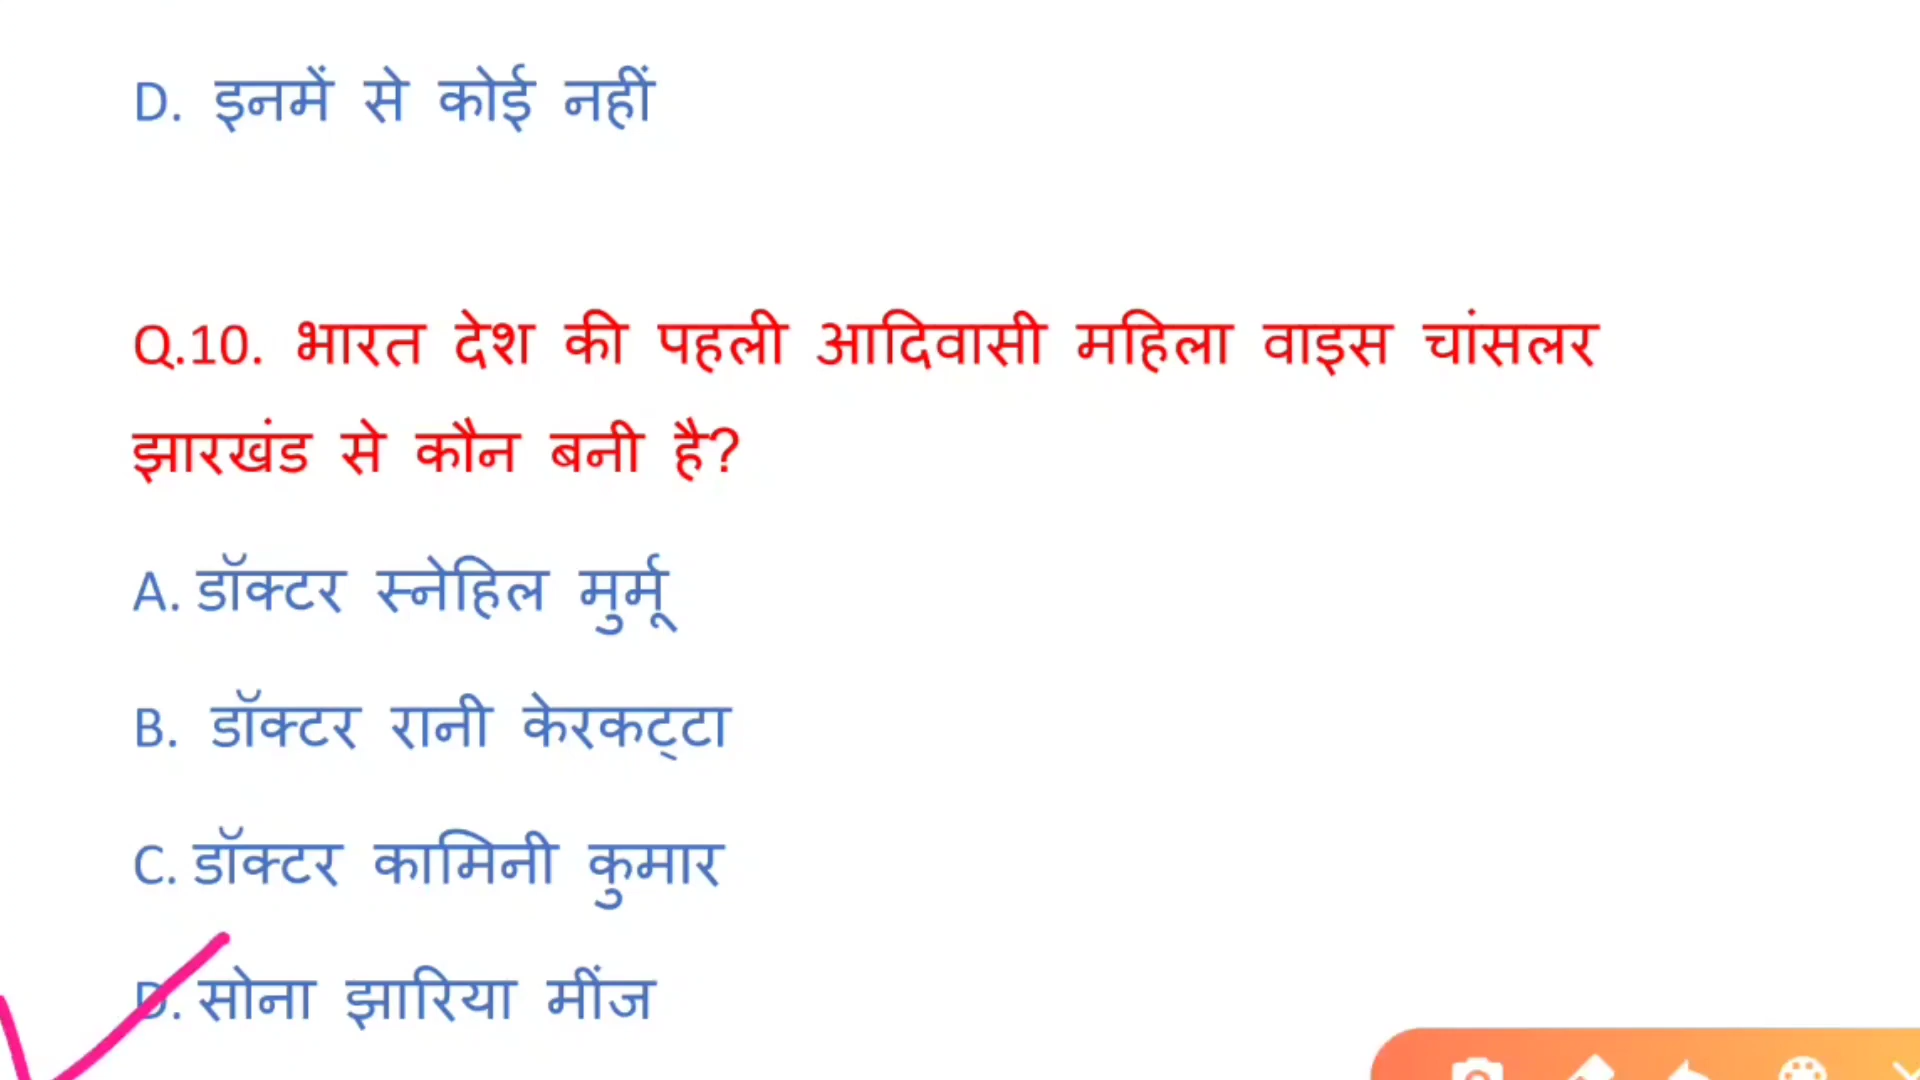 D. इनमें से कोई नहीं
Q.10. भारत देश की पहली आदिवासी महिला वाइस चांसलर
झारखंड से कौन बनी है?
A. डॉक्टर स्नेहिल मुर्मू
B. डॉक्टर रानी केरकट्‌टा
C. डॉक्टर कामिनी कुमार
D. सोना झारिया मींज